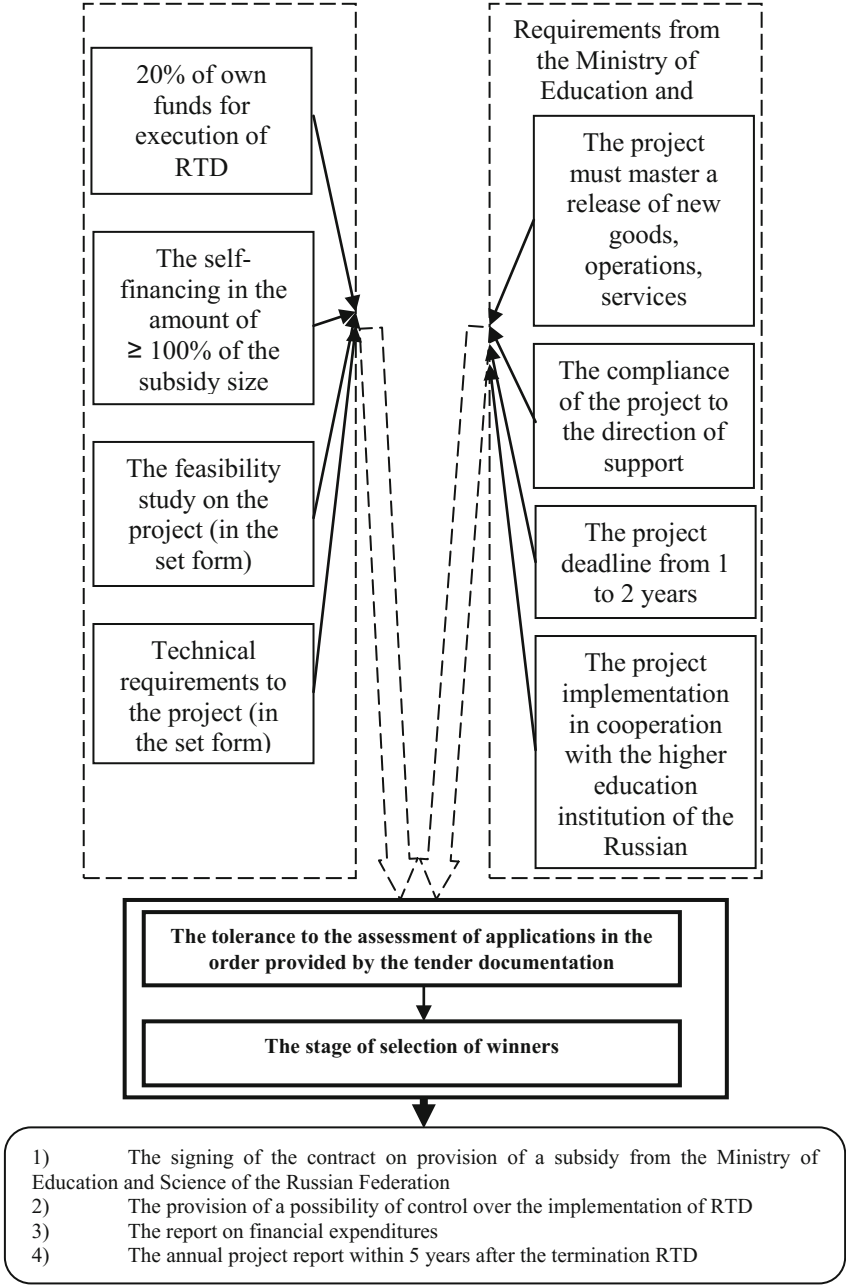 20% of own
funds for
execution of
RTD
The self-
financing in the
amount of
≥ 100% of the
subsidy size
The feasibility
study on the
project (in the
set form)
Technical
requirements to
the project (in
the set form)
Requirements from
the Ministry of
Education and
The project
must master a
release of new
goods,
operations,
services
The compliance
of the project to
the direction of
support
The project
deadline from 1
to 2 years
The project
implementation
in cooperation
with the higher
education
institution of the
Russian
The tolerance to the assessment of applications in the
order provided by the tender documentation
The stage of selection of winners
1) The signing of the contract on provision of a subsidy from the Ministry of
Education and Science of the Russian Federation
2) The provision of a possibility of control over the implementation of RTD
3) The report on financial expenditures
4) The annual project report within 5 years after the termination RTD